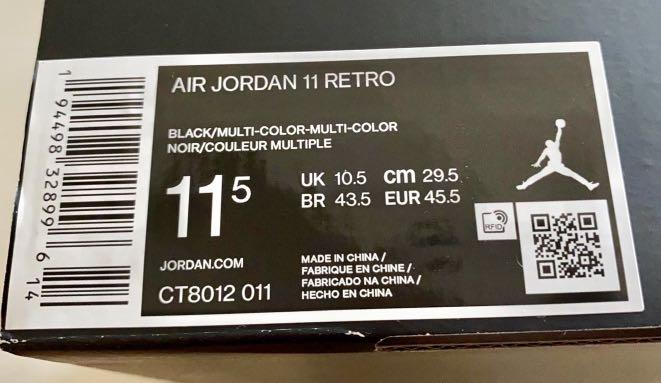 AIR JORDAN 11 RETRO
BLACK/MULTI-COLOR-MULTI-COLOR
NOIR/COULEUR MULTIPLE
11 5
UK 10.5 cm 29.5
BR 43.5 EUR 45.5
RFID
JORDAN.COM
CT8012 011
MADE IN CHINA /
FABRIQUE EN CHINE /
FABRICADO NA CHINA /
HECHO EN CHINA
1 94498 32899 6 14